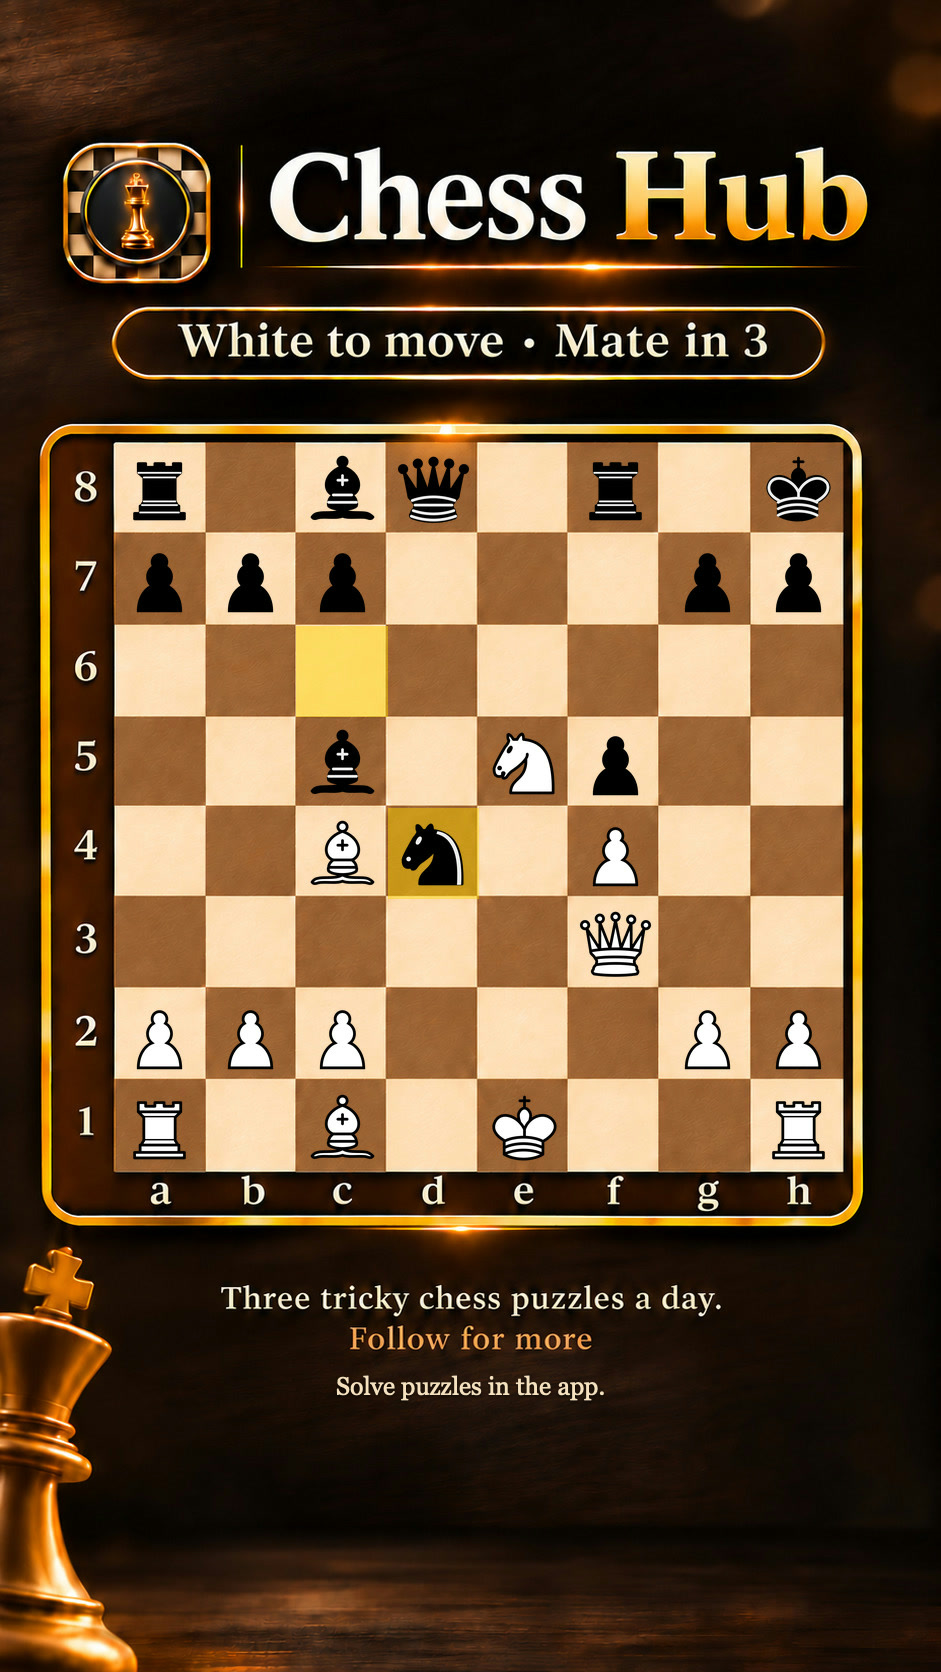 Chess Hub
White to move • Mate in 3
8
7
6
5
4
3
2
1
a b c d e f g h
Three tricky chess puzzles a day.
Follow for more
Solve puzzles in the app.